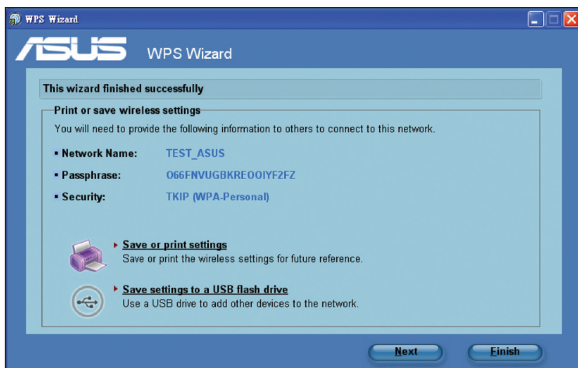 WPS Wizard
ASUS WPS Wizard
This wizard finished successfully
Print or save wireless settings
You will need to provide the following information to others to connect to this network.
▪ Network Name: TEST_ASUS
▪ Passphrase: O66FNVUGBKREOOIYF2FZ
▪ Security: TKIP (WPA-Personal)
Save or print settings
Save or print the wireless settings for future reference.
Save settings to a USB flash drive
Use a USB drive to add other devices to the network.
Next Finish